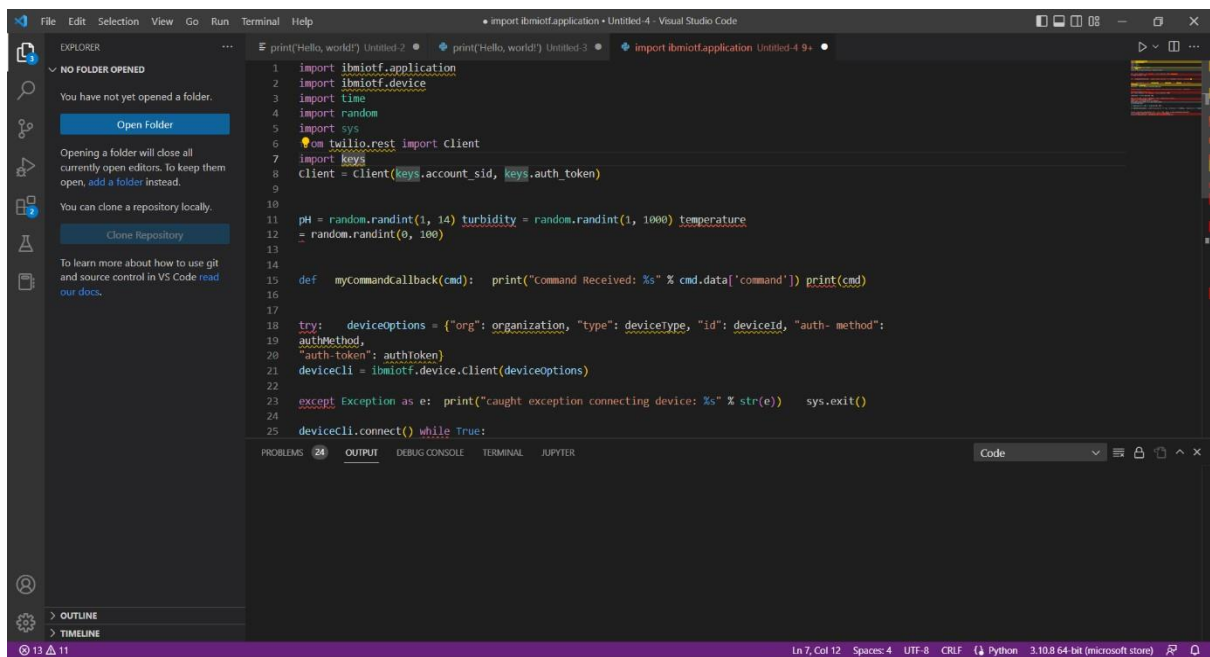 File Edit Selection View Go Run Terminal Help
● import ibmiotf.application • Untitled-4 - Visual Studio Code
EXPLORER
print('Hello, world!') Untitled-2
print('Hello, world!') Untitled-3
import ibmiotf.application Untitled-4 9+
NO FOLDER OPENED
You have not yet opened a folder.
Open Folder
Opening a folder will close all
currently open editors. To keep them
open, add a folder instead.
You can clone a repository locally.
Clone Repository
To learn more about how to use git
and source control in VS Code read
our docs.
OUTLINE
TIMELINE
3
2
1 import ibmiotf.application
2 import ibmiotf.device
3 import time
4 import random
5 import sys
6 om twilio.rest import Client
7 import keys
8 Client = Client(keys.account_sid, keys.auth_token)
9
10
11 pH = random.randint(1, 14) turbidity = random.randint(1, 1000) temperature
12 = random.randint(0, 100)
13
14
15 def myCommandCallback(cmd): print("Command Received: %s" % cmd.data['command']) print(cmd)
16
17
18 try: deviceOptions = {"org": organization, "type": deviceType, "id": deviceId, "auth- method":
19 authMethod,
20 "auth-token": authToken}
21 deviceCli = ibmiotf.device.Client(deviceOptions)
22
23 except Exception as e: print("caught exception connecting device: %s" % str(e)) sys.exit()
24
25 deviceCli.connect() while True:
PROBLEMS 24 OUTPUT DEBUG CONSOLE TERMINAL JUPYTER
Code
13 11
Ln 7, Col 12 Spaces: 4 UTF-8 CRLF Python 3.10.8 64-bit (microsoft store)